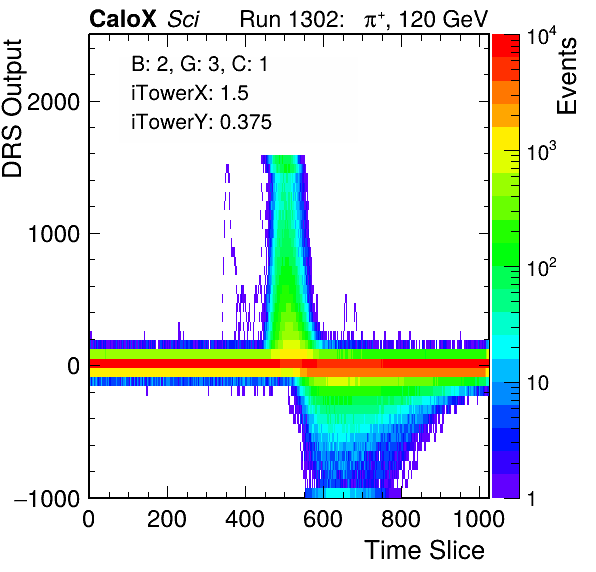 CaloX Sci Run 1302: π⁺, 120 GeV
B: 2, G: 3, C: 1
iTowerX: 1.5
iTowerY: 0.375
DRS Output
2000
1000
0
−1000
0 200 400 600 800 1000
Time Slice
Events
10⁴
10³
10²
10
1